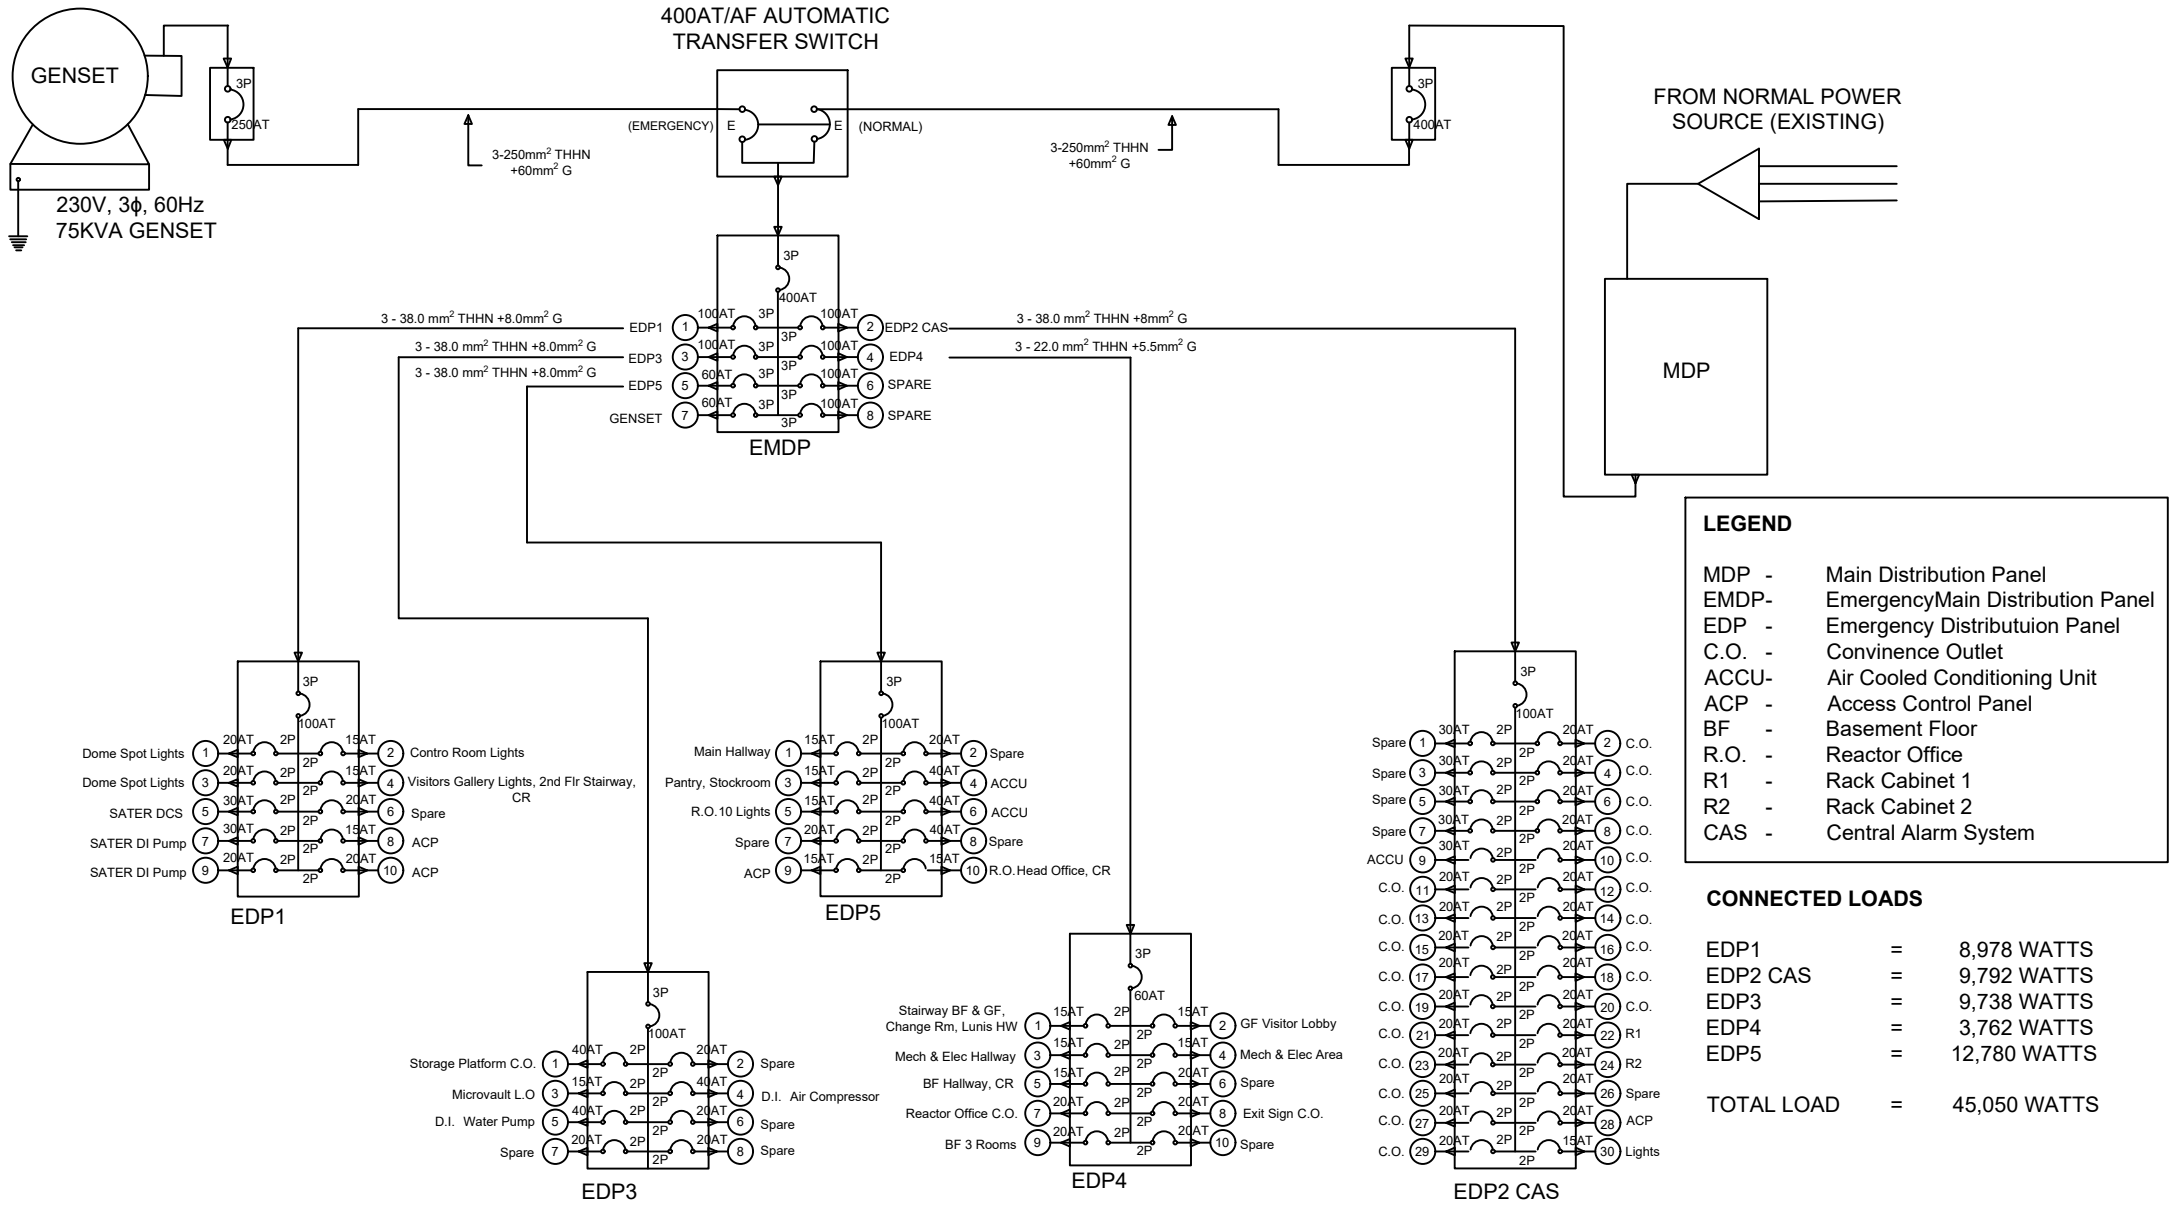 400AT/AF AUTOMATIC
TRANSFER SWITCH
GENSET
3P
250AT
230V, 3ϕ, 60Hz
75KVA GENSET
(EMERGENCY)
E
E
(NORMAL)
3-250mm² THHN
+60mm² G
3-250mm² THHN
+60mm² G
3P
400AT
FROM NORMAL POWER
SOURCE (EXISTING)
MDP
3P
400AT
3 - 38.0 mm² THHN +8.0mm² G
EDP1 1 100AT 3P 100AT 2 EDP2 CAS
3P
3 - 38.0 mm² THHN +8mm² G
3 - 38.0 mm² THHN +8.0mm² G
EDP3 3 100AT 3P 100AT 4 EDP4
3P
3 - 22.0 mm² THHN +5.5mm² G
3 - 38.0 mm² THHN +8.0mm² G
EDP5 5 60AT 3P 100AT 6 SPARE
3P
GENSET 7 60AT 3P 100AT 8 SPARE
3P
EMDP
3P
100AT
Dome Spot Lights 1 20AT 2P 15AT 2 Contro Room Lights
2P
Dome Spot Lights 3 20AT 2P 15AT 4 Visitors Gallery Lights, 2nd Flr Stairway,
CR
2P
SATER DCS 5 30AT 2P 20AT 6 Spare
2P
SATER DI Pump 7 30AT 2P 15AT 8 ACP
2P
SATER DI Pump 9 20AT 2P 20AT 10 ACP
2P
EDP1
3P
100AT
Main Hallway 1 15AT 2P 20AT 2 Spare
2P
Pantry, Stockroom 3 15AT 2P 40AT 4 ACCU
2P
R.O.10 Lights 5 15AT 2P 40AT 6 ACCU
2P
Spare 7 20AT 2P 40AT 8 Spare
2P
ACP 9 15AT 2P 15AT 10 R.O.Head Office, CR
2P
EDP5
3P
100AT
Storage Platform C.O. 1 40AT 2P 20AT 2 Spare
2P
Microvault L.O 3 15AT 2P 40AT 4 D.I. Air Compressor
2P
D.I. Water Pump 5 40AT 2P 20AT 6 Spare
2P
Spare 7 20AT 2P 20AT 8 Spare
2P
EDP3
3P
60AT
Stairway BF & GF,
Change Rm, Lunis HW 1 15AT 2P 15AT 2 GF Visitor Lobby
2P
Mech & Elec Hallway 3 15AT 2P 15AT 4 Mech & Elec Area
2P
BF Hallway, CR 5 15AT 2P 20AT 6 Spare
2P
Reactor Office C.O. 7 20AT 2P 20AT 8 Exit Sign C.O.
2P
BF 3 Rooms 9 20AT 2P 20AT 10 Spare
2P
EDP4
3P
100AT
Spare 1 30AT 2P 20AT 2 C.O.
2P
Spare 3 30AT 2P 20AT 4 C.O.
2P
Spare 5 30AT 2P 20AT 6 C.O.
2P
Spare 7 30AT 2P 20AT 8 C.O.
2P
ACCU 9 30AT 2P 20AT 10 C.O.
2P
C.O. 11 20AT 2P 20AT 12 C.O.
2P
C.O. 13 20AT 2P 20AT 14 C.O.
2P
C.O. 15 20AT 2P 20AT 16 C.O.
2P
C.O. 17 20AT 2P 20AT 18 C.O.
2P
C.O. 19 20AT 2P 20AT 20 C.O.
2P
C.O. 21 20AT 2P 20AT 22 R1
2P
C.O. 23 20AT 2P 20AT 24 R2
2P
C.O. 25 20AT 2P 20AT 26 Spare
2P
C.O. 27 20AT 2P 20AT 28 ACP
2P
C.O. 29 20AT 2P 15AT 30 Lights
2P
EDP2 CAS
LEGEND
MDP - Main Distribution Panel
EMDP- EmergencyMain Distribution Panel
EDP - Emergency Distributuion Panel
C.O. - Convinence Outlet
ACCU- Air Cooled Conditioning Unit
ACP - Access Control Panel
BF - Basement Floor
R.O. - Reactor Office
R1 - Rack Cabinet 1
R2 - Rack Cabinet 2
CAS - Central Alarm System
CONNECTED LOADS
EDP1 = 8,978 WATTS
EDP2 CAS = 9,792 WATTS
EDP3 = 9,738 WATTS
EDP4 = 3,762 WATTS
EDP5 = 12,780 WATTS
TOTAL LOAD = 45,050 WATTS